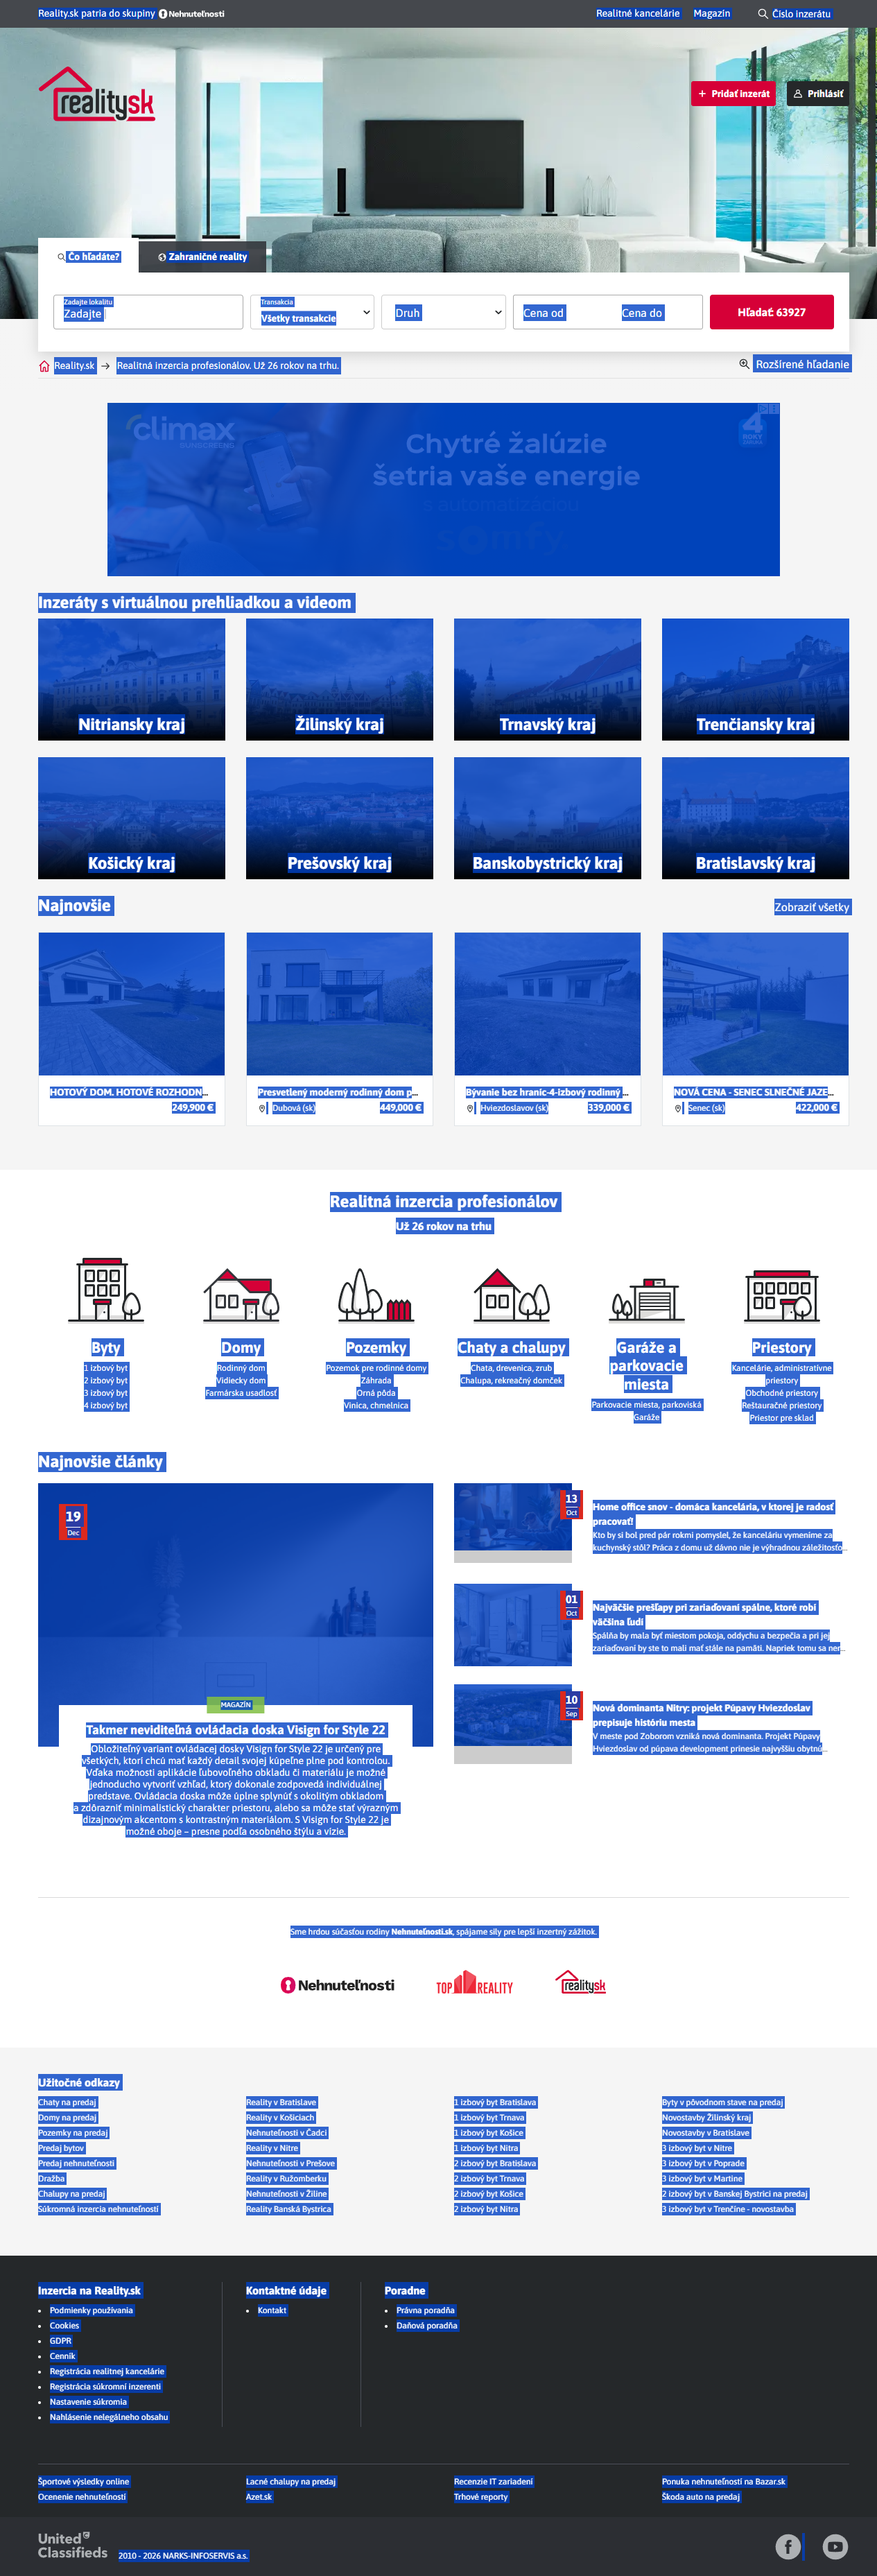 Reality.sk patria do skupiny Nehnuteľnosti
Realitné kancelárie
Magazín
Číslo inzerátu
realitysk
Pridať inzerát
Prihlásiť
Čo hľadáte?
Zahraničné reality
Zadajte lokalitu
Zadajte
Transakcia
Všetky transakcie
Druh
Cena od
Cena do
Hľadať: 63927
Reality.sk
Realitná inzercia profesionálov. Už 26 rokov na trhu.
Rozšírené hľadanie
climax
SUNSCREENS
Chytré žalúzie
šetria vaše energie
s automatizáciou
somfy
4
ROKY
Inzeráty s virtuálnou prehliadkou a videom
Nitriansky kraj
Žilinský kraj
Trnavský kraj
Trenčiansky kraj
Košický kraj
Prešovský kraj
Banskobystrický kraj
Bratislavský kraj
Najnovšie
Zobraziť všetky
HOTOVÝ DOM. HOTOVÉ ROZHODN...
249,900 €
Presvetlený moderný rodinný dom p...
Dubová (sk)
449,000 €
Bývanie bez hraníc-4-izbový rodinný ...
Hviezdoslavov (sk)
339,000 €
NOVÁ CENA - SENEC SLNEČNÉ JAZE...
Senec (sk)
422,000 €
Realitná inzercia profesionálov
Už 26 rokov na trhu
Byty
1 izbový byt
2 izbový byt
3 izbový byt
4 izbový byt
Domy
Rodinný dom
Vidiecky dom
Farmárska usadlosť
Pozemky
Pozemok pre rodinné domy
Záhrada
Orná pôda
Vinica, chmelnica
Chaty a chalupy
Chata, drevenica, zrub
Chalupa, rekreačný domček
Garáže a
parkovacie
miesta
Parkovacie miesta, parkoviská
Garáže
Priestory
Kancelárie, administratívne
priestory
Obchodné priestory
Reštauračné priestory
Priestor pre sklad
Najnovšie články
19
Dec
MAGAZÍN
Takmer neviditeľná ovládacia doska Visign for Style 22
Obložiteľný variant ovládacej dosky Visign for Style 22 je určený pre
všetkých, ktorí chcú mať každý detail svojej kúpeľne plne pod kontrolou.
Vďaka možnosti aplikácie ľubovoľného obkladu či materiálu je možné
jednoducho vytvoriť vzhľad, ktorý dokonale zodpovedá individuálnej
predstave. Ovládacia doska môže úplne splynúť s okolitým obkladom
a zdôrazniť minimalistický charakter priestoru, alebo sa môže stať výrazným
dizajnovým akcentom s kontrastným materiálom. S Visign for Style 22 je
možné oboje – presne podľa osobného štýlu a vízie.
13
Oct
Home office snov - domáca kancelária, v ktorej je radosť
pracovať!
Kto by si bol pred pár rokmi pomyslel, že kanceláriu vymeníme za
kuchynský stôl? Práca z domu už dávno nie je výhradnou záležitosťo...
01
Oct
Najväčšie prešľapy pri zariaďovaní spálne, ktoré robí
väčšina ľudí
Spálňa by mala byť miestom pokoja, oddychu a bezpečia a pri jej
zariaďovaní by ste to mali mať stále na pamäti. Napriek tomu sa ner...
10
Sep
Nová dominanta Nitry: projekt Púpavy Hviezdoslav
prepisuje históriu mesta
V meste pod Zoborom vzniká nová dominanta. Projekt Púpavy
Hviezdoslav od púpava development prinesie najvyššiu obytnú...
Sme hrdou súčasťou rodiny Nehnuteľnosti.sk, spájame sily pre lepší inzertný zážitok.
Nehnuteľnosti
TOP REALITY
realitysk
Užitočné odkazy
Chaty na predaj
Domy na predaj
Pozemky na predaj
Predaj bytov
Predaj nehnuteľností
Dražba
Chalupy na predaj
Súkromná inzercia nehnuteľností
Reality v Bratislave
Reality v Košiciach
Nehnuteľnosti v Čadci
Reality v Nitre
Nehnuteľnosti v Prešove
Reality v Ružomberku
Nehnuteľnosti v Žiline
Reality Banská Bystrica
1 izbový byt Bratislava
1 izbový byt Trnava
1 izbový byt Košice
1 izbový byt Nitra
2 izbový byt Bratislava
2 izbový byt Trnava
2 izbový byt Košice
2 izbový byt Nitra
Byty v pôvodnom stave na predaj
Novostavby Žilinský kraj
Novostavby v Bratislave
3 izbový byt v Nitre
3 izbový byt v Poprade
3 izbový byt v Martine
2 izbový byt v Banskej Bystrici na predaj
3 izbový byt v Trenčíne - novostavba
Inzercia na Reality.sk
Podmienky používania
Cookies
GDPR
Cenník
Registrácia realitnej kancelárie
Registrácia súkromní inzerenti
Nastavenie súkromia
Nahlásenie nelegálneho obsahu
Kontaktné údaje
Kontakt
Poradne
Právna poradňa
Daňová poradňa
Športové výsledky online
Ocenenie nehnuteľností
Lacné chalupy na predaj
Azet.sk
Recenzie IT zariadení
Trhové reporty
Ponuka nehnuteľností na Bazar.sk
Škoda auto na predaj
United
Classifieds
2010 - 2026 NARKS-INFOSERVIS a.s.